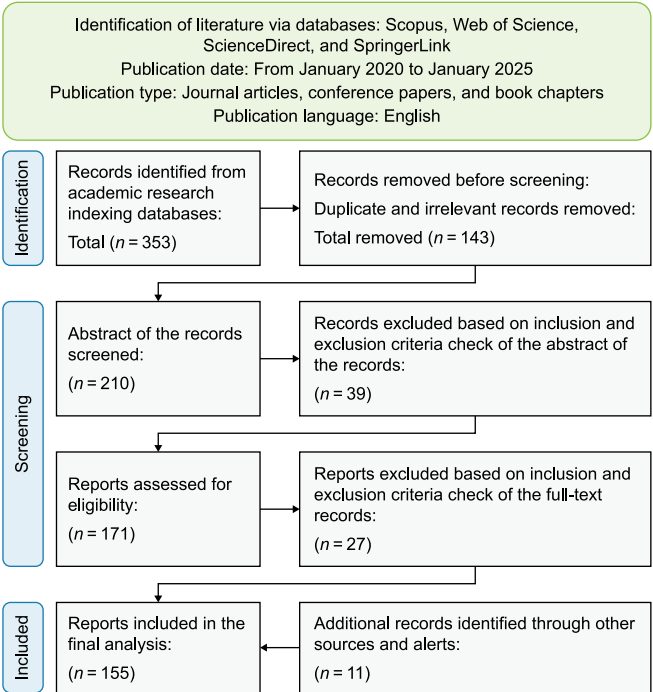 Identification of literature via databases: Scopus, Web of Science,
ScienceDirect, and SpringerLink
Publication date: From January 2020 to January 2025
Publication type: Journal articles, conference papers, and book chapters
Publication language: English
Identification
Records identified from
academic research
indexing databases:
Total (n = 353)
Records removed before screening:
Duplicate and irrelevant records removed:
Total removed (n = 143)
Screening
Abstract of the records
screened:
(n = 210)
Records excluded based on inclusion and
exclusion criteria check of the abstract of
the records:
(n = 39)
Reports assessed for
eligibility:
(n = 171)
Reports excluded based on inclusion and
exclusion criteria check of the full-text
records:
(n = 27)
Included
Reports included in the
final analysis:
(n = 155)
Additional records identified through other
sources and alerts:
(n = 11)